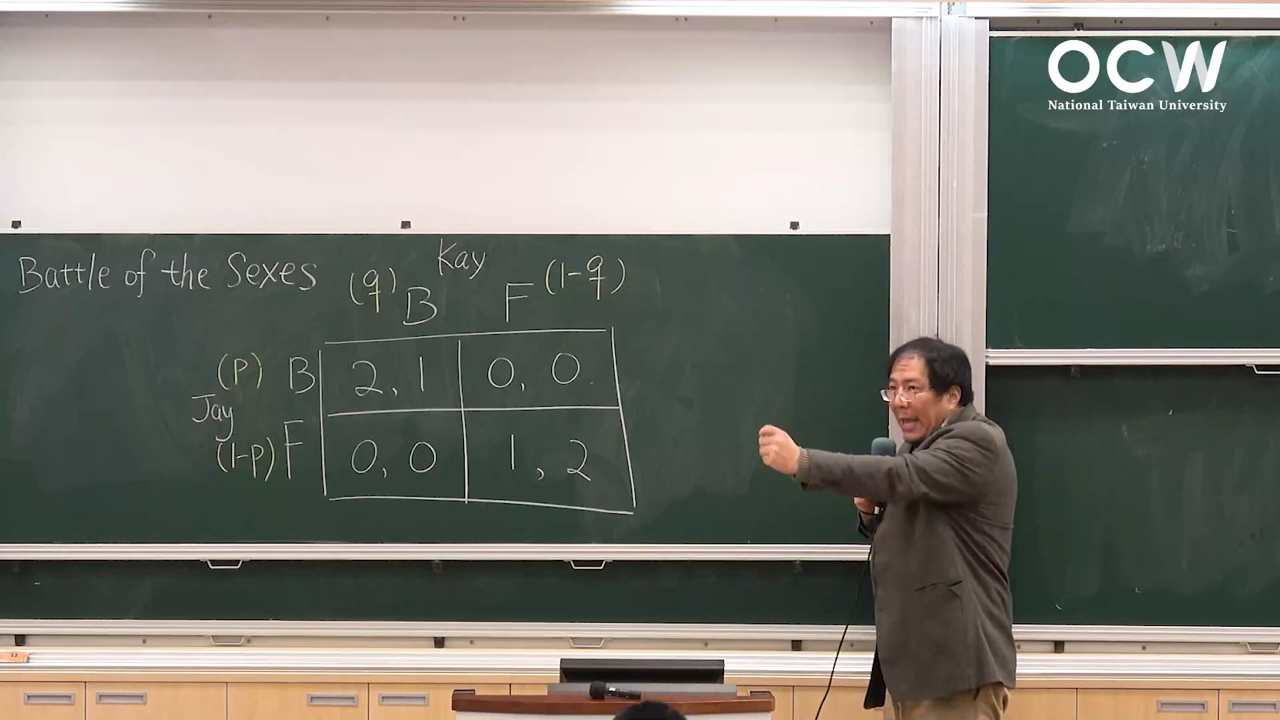 OCW
National Taiwan University
Battle of the Sexes
Kay
(q) B F (1-q)
(P) B 2, 1 0, 0.
Jay
(1-P) F 0, 0 1, 2